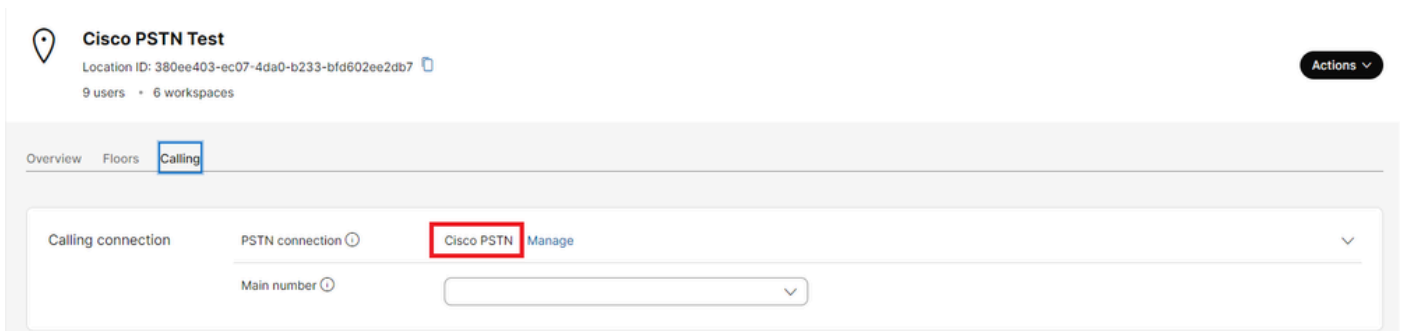 Cisco PSTN Test
Location ID: 380ee403-ec07-4da0-b233-bfd602ee2db7
9 users • 6 workspaces
Actions
Overview Floors Calling
Calling connection PSTN connection Cisco PSTN Manage
Main number